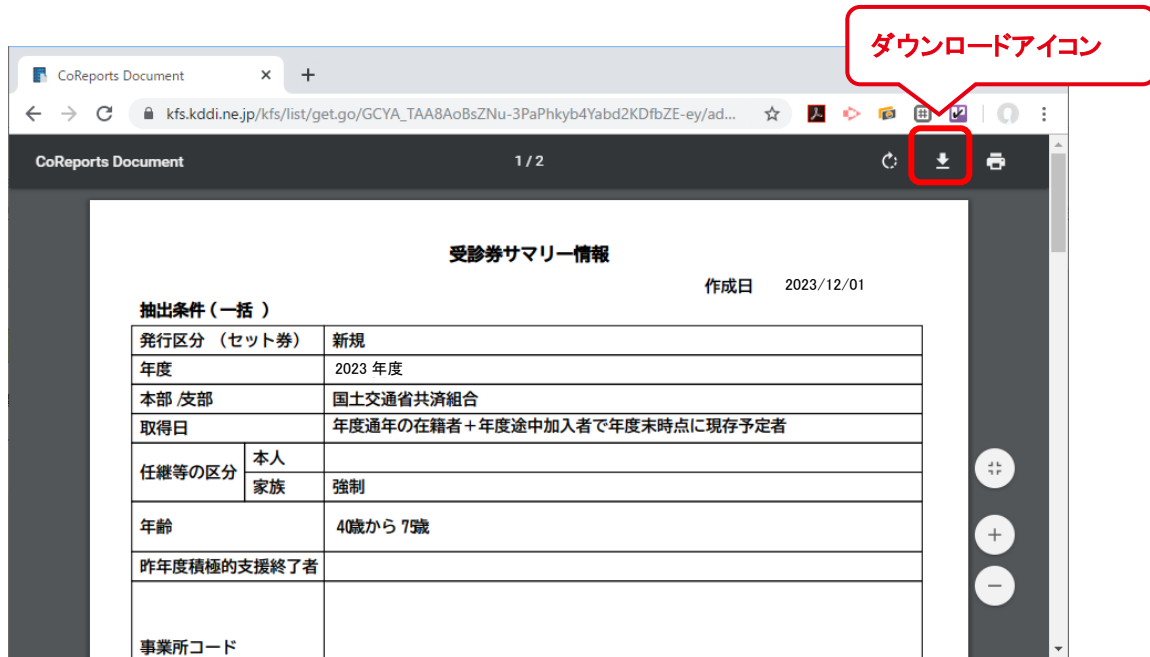 ダウンロードアイコン
CoReports Document
kfs.kddi.ne.jp/kfs/list/get.go/GCYA_TAA8AoBsZNu-3PaPhkyb4Yabd2KDfbZE-ey/ad...
CoReports Document 1 / 2
受診券サマリー情報
作成日 2023/12/01
抽出条件 (一括 )
発行区分 (セット券) 新規
年度 2023 年度
本部 /支部 国土交通省共済組合
取得日 年度通年の在籍者+年度途中加入者で年度末時点に現存予定者
任継等の区分 本人
家族 強制
年齢 40歳から 75歳
昨年度積極的支援終了者
事業所コード